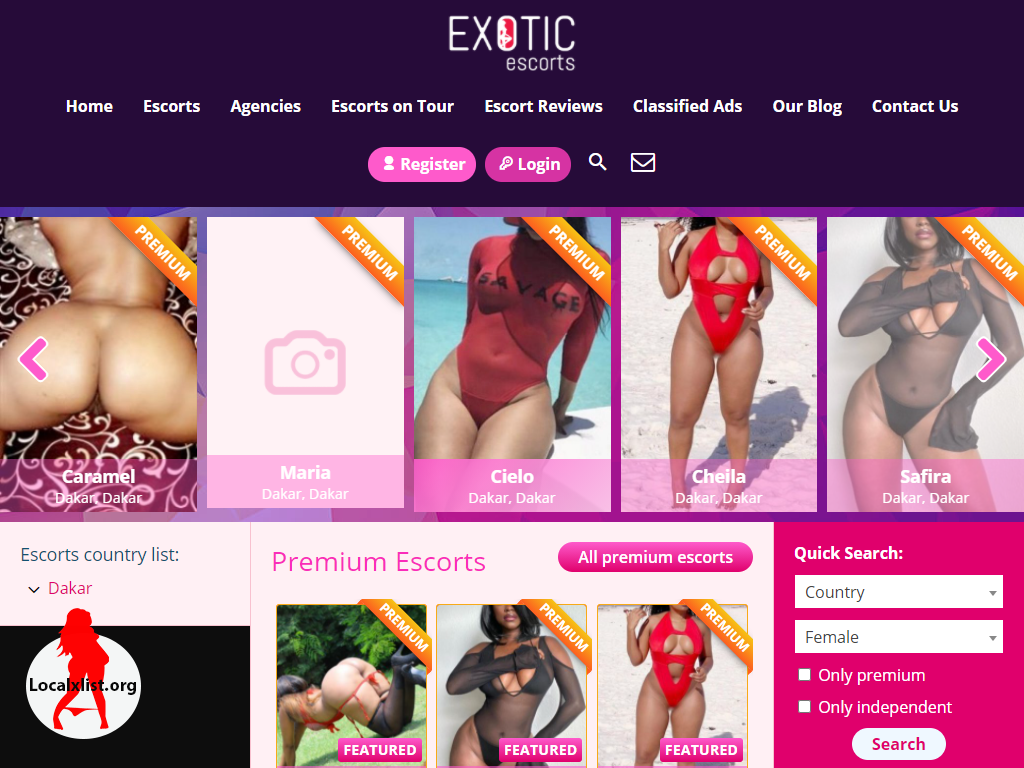 EXOTIC
escorts
Home Escorts Agencies Escorts on Tour Escort Reviews Classified Ads Our Blog Contact Us
Register Login
PREMIUM PREMIUM PREMIUM PREMIUM PREMIUM
SAVAGE
Caramel Maria Cielo Cheila Safira
Dakar, Dakar Dakar, Dakar Dakar, Dakar Dakar, Dakar Dakar, Dakar
Escorts country list:
Dakar
Localxlist.org
Premium Escorts All premium escorts
PREMIUM PREMIUM PREMIUM
FEATURED FEATURED FEATURED
Quick Search:
Country
Female
Only premium
Only independent
Search